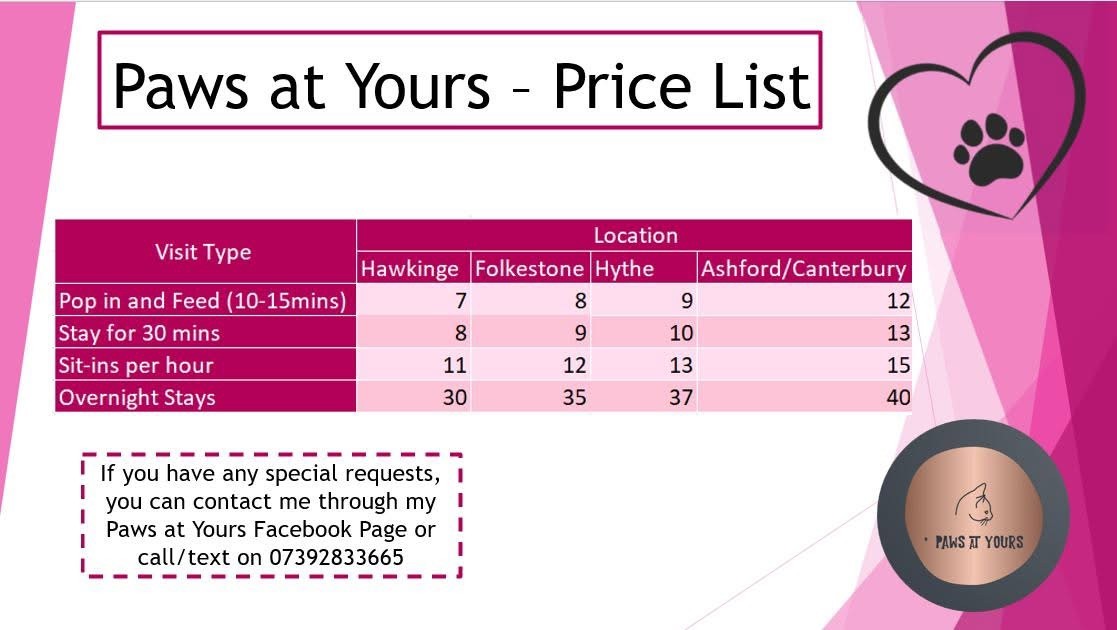 Paws at Yours – Price List
Visit Type
Location
Hawkinge Folkestone Hythe Ashford/Canterbury
Pop in and Feed (10-15mins) 7 8 9 12
Stay for 30 mins 8 9 10 13
Sit-ins per hour 11 12 13 15
Overnight Stays 30 35 37 40
If you have any special requests,
you can contact me through my
Paws at Yours Facebook Page or
call/text on 07392833665
PAWS AT YOURS